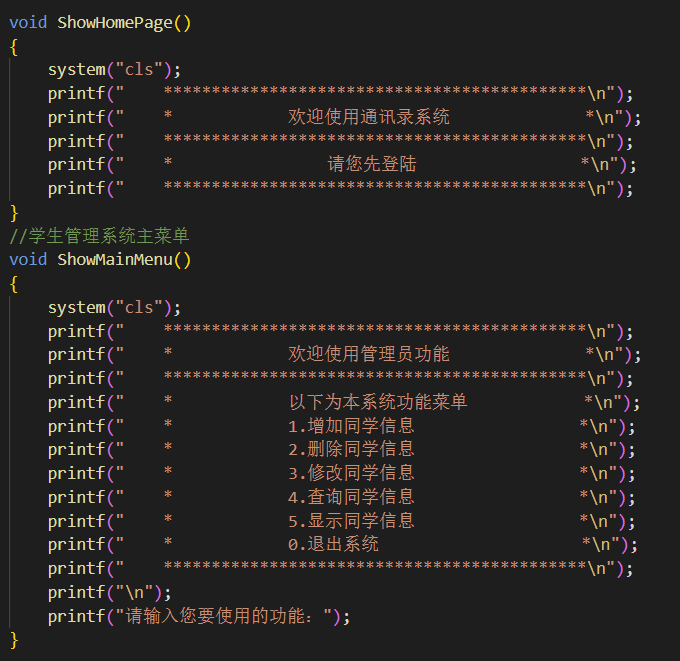 void ShowHomePage()
{
    system("cls");
    printf("    ********************************************\n");
    printf("    *            欢迎使用通讯录系统              *\n");
    printf("    ********************************************\n");
    printf("    *                请您先登陆                 *\n");
    printf("    ********************************************\n");
}
//学生管理系统主菜单
void ShowMainMenu()
{
    system("cls");
    printf("    ********************************************\n");
    printf("    *            欢迎使用管理员功能              *\n");
    printf("    ********************************************\n");
    printf("    *            以下为本系统功能菜单            *\n");
    printf("    *            1.增加同学信息                 *\n");
    printf("    *            2.删除同学信息                 *\n");
    printf("    *            3.修改同学信息                 *\n");
    printf("    *            4.查询同学信息                 *\n");
    printf("    *            5.显示同学信息                 *\n");
    printf("    *            0.退出系统                     *\n");
    printf("    ********************************************\n");
    printf("\n");
    printf("请输入您要使用的功能：");
}